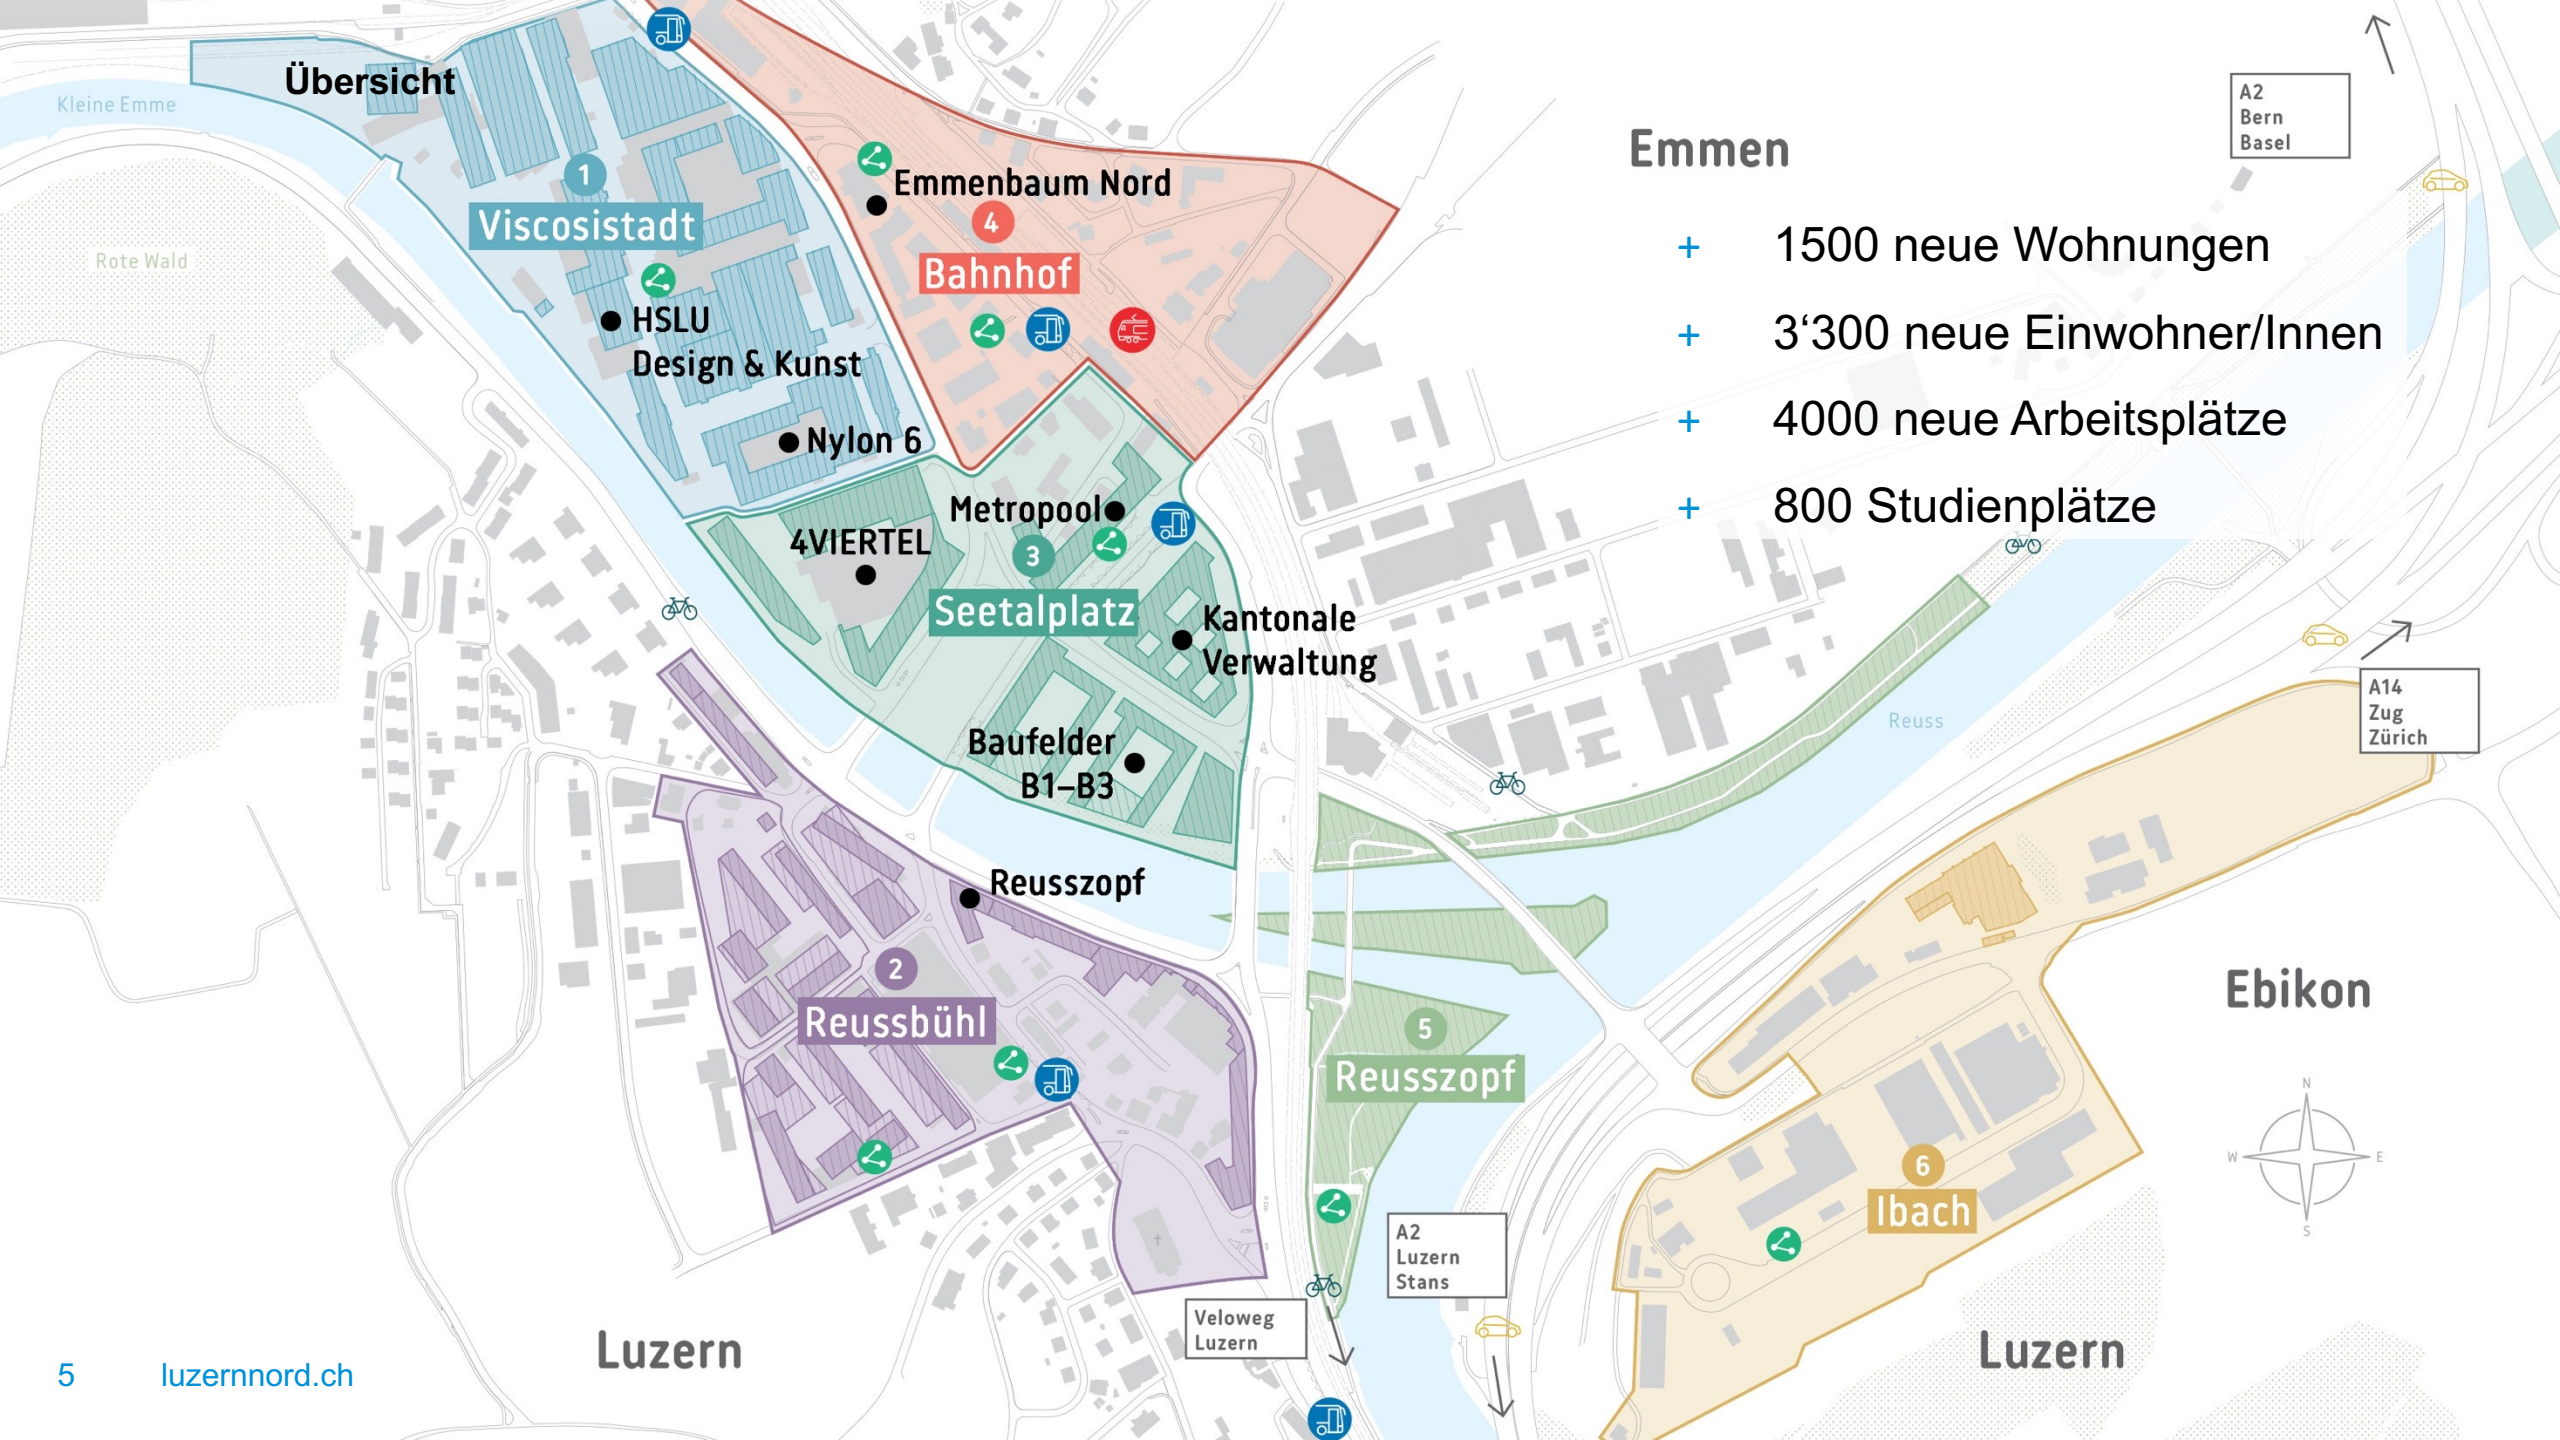 Übersicht
Kleine Emme
Rote Wald
1
Viscosistadt
HSLU
Design & Kunst
Nylon 6
Emmenbaum Nord
4
Bahnhof
Metropool
4VIERTEL
3
Seetalplatz
Kantonale
Verwaltung
Baufelder
B1–B3
Reusszopf
2
Reussbühl
5
Reusszopf
6
Ibach
Emmen
+ 1500 neue Wohnungen
+ 3‘300 neue Einwohner/Innen
+ 4000 neue Arbeitsplätze
+ 800 Studienplätze
A2
Bern
Basel
A14
Zug
Zürich
Reuss
Ebikon
N
W E
S
A2
Luzern
Stans
Veloweg
Luzern
Luzern
Luzern
5 luzernnord.ch